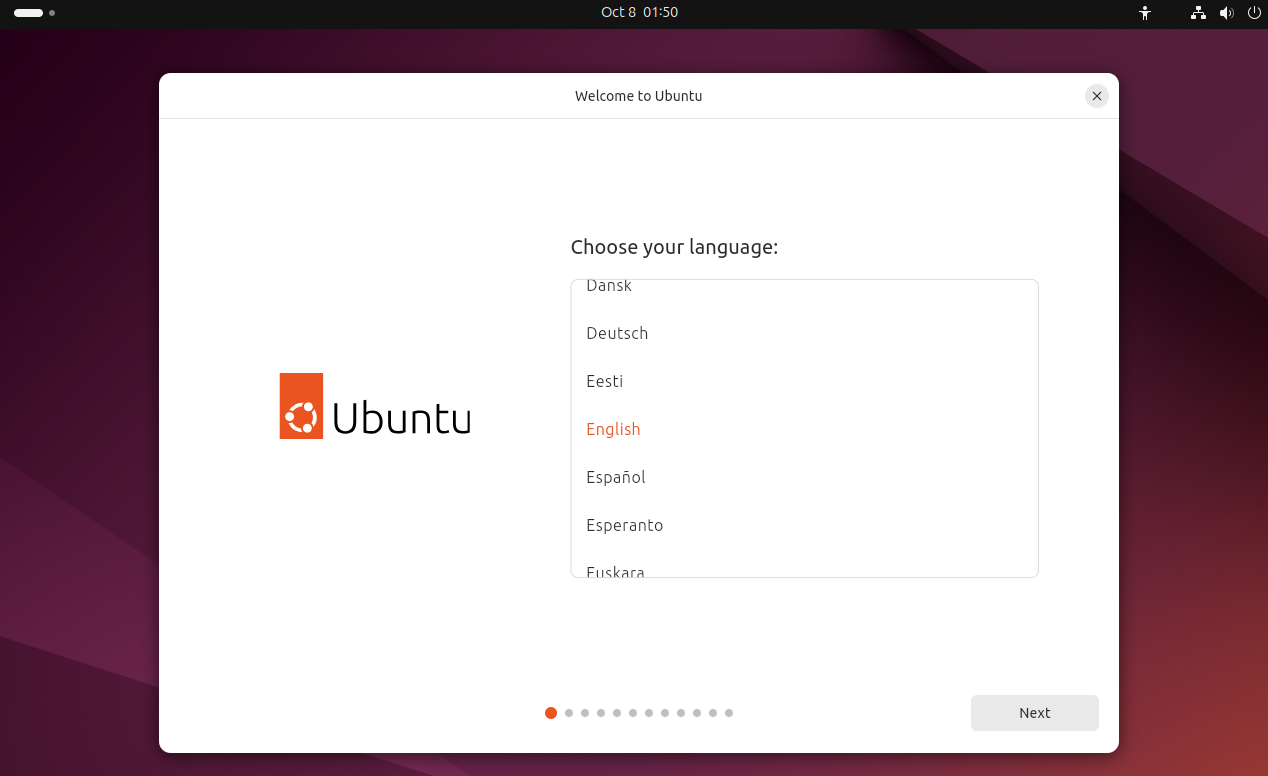 Oct 8 01:50
Welcome to Ubuntu
Choose your language:
Dansk
Deutsch
Eesti
English
Español
Esperanto
Euskara
Ubuntu
Next